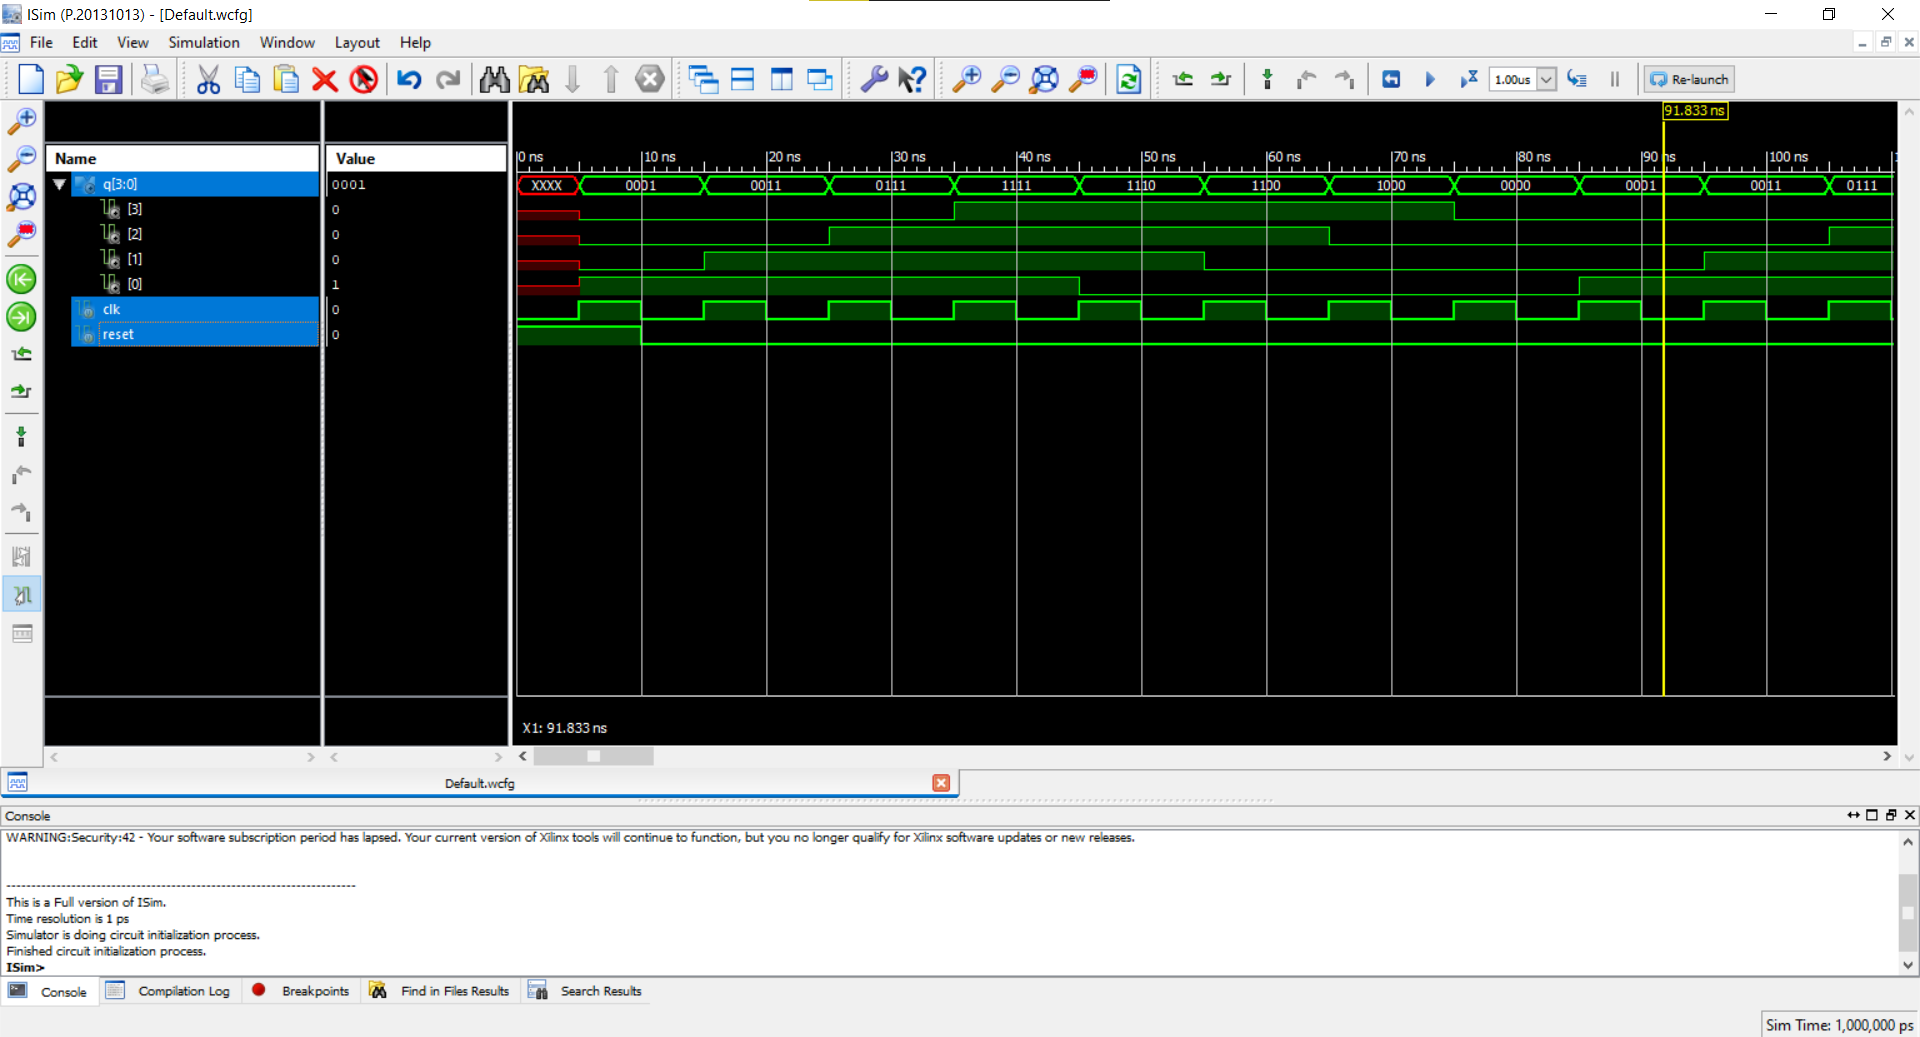 ISim (P.20131013) - [Default.wcfg]
File Edit View Simulation Window Layout Help
1.00us Re-launch
91.833 ns
Name Value
0 ns 10 ns 20 ns 30 ns 40 ns 50 ns 60 ns 70 ns 80 ns 90 ns 100 ns
q[3:0] 0001 XXXX 0001 0011 0111 1111 1110 1100 1000 0000 0001 0011 0111
[3] 0
[2] 0
[1] 0
[0] 1
clk 0
reset 0
X1: 91.833 ns
Default.wcfg
Console
WARNING:Security:42 - Your software subscription period has lapsed. Your current version of Xilinx tools will continue to function, but you no longer qualify for Xilinx software updates or new releases.
----------------------------------------------------------------------
This is a Full version of ISim.
Time resolution is 1 ps
Simulator is doing circuit initialization process.
Finished circuit initialization process.
ISim>
Console Compilation Log Breakpoints Find in Files Results Search Results
Sim Time: 1,000,000 ps